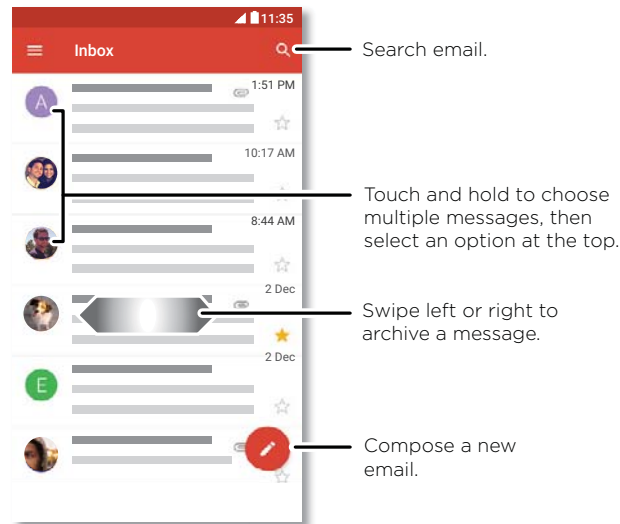 11:35
Inbox
Search email.
A
1:51 PM
10:17 AM
Touch and hold to choose
multiple messages, then
select an option at the top.
8:44 AM
2 Dec
Swipe left or right to
archive a message.
2 Dec
E
Compose a new
email.